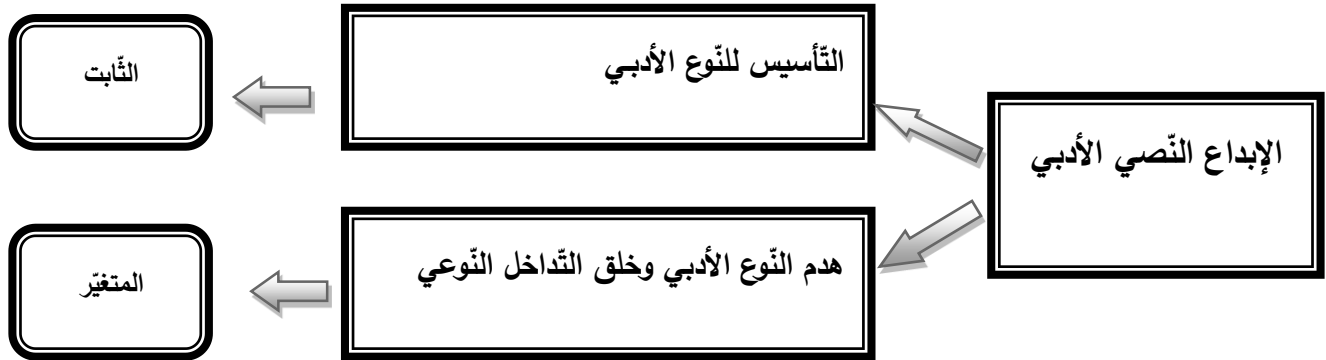 الإبداع النّصي الأدبي
التّأسيس للنّوع الأدبي
الثّابت
هدم النّوع الأدبي وخلق التّداخل النّوعي
المتغيّر